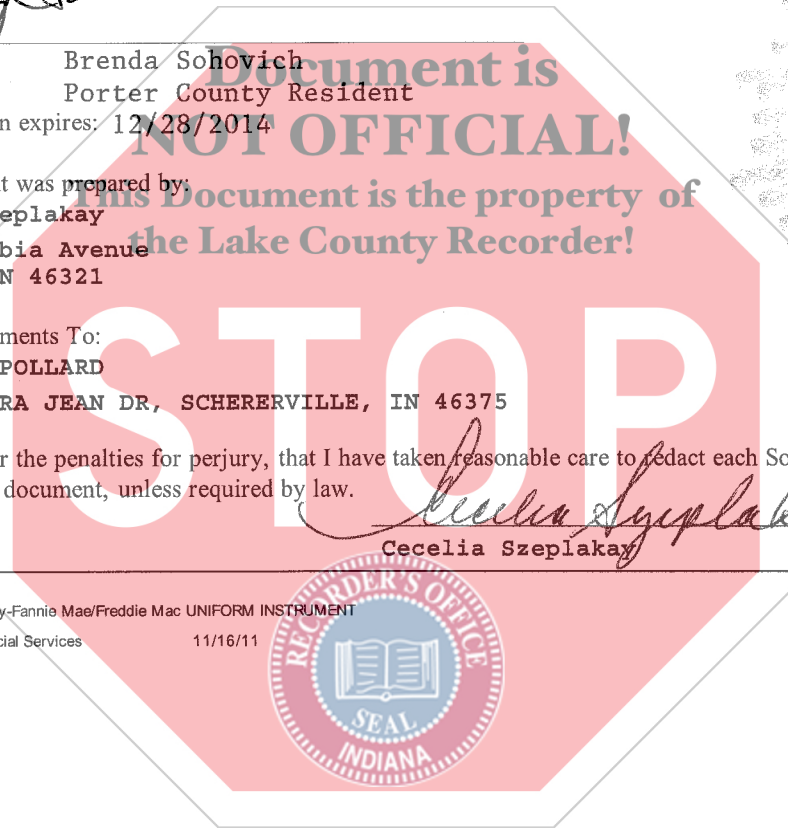 Brenda Sohovich
Document is
Porter County Resident
n expires: 12/28/2014
NOT OFFICIAL!
t was prepared by:
This Document is the property of
eplakay
bia Avenue
the Lake County Recorder!
N 46321
STOP
ments To:
POLLARD
RA JEAN DR, SCHERERVILLE, IN 46375
r the penalties for perjury, that I have taken reasonable care to redact each So
document, unless required by law.
Cecelia Szeplak
Cecelia Szeplakay
y-Fannie Mae/Freddie Mac UNIFORM INSTRUMENT
cial Services 11/16/11
RECORDER'S OFFICE
SEAL
INDIANA